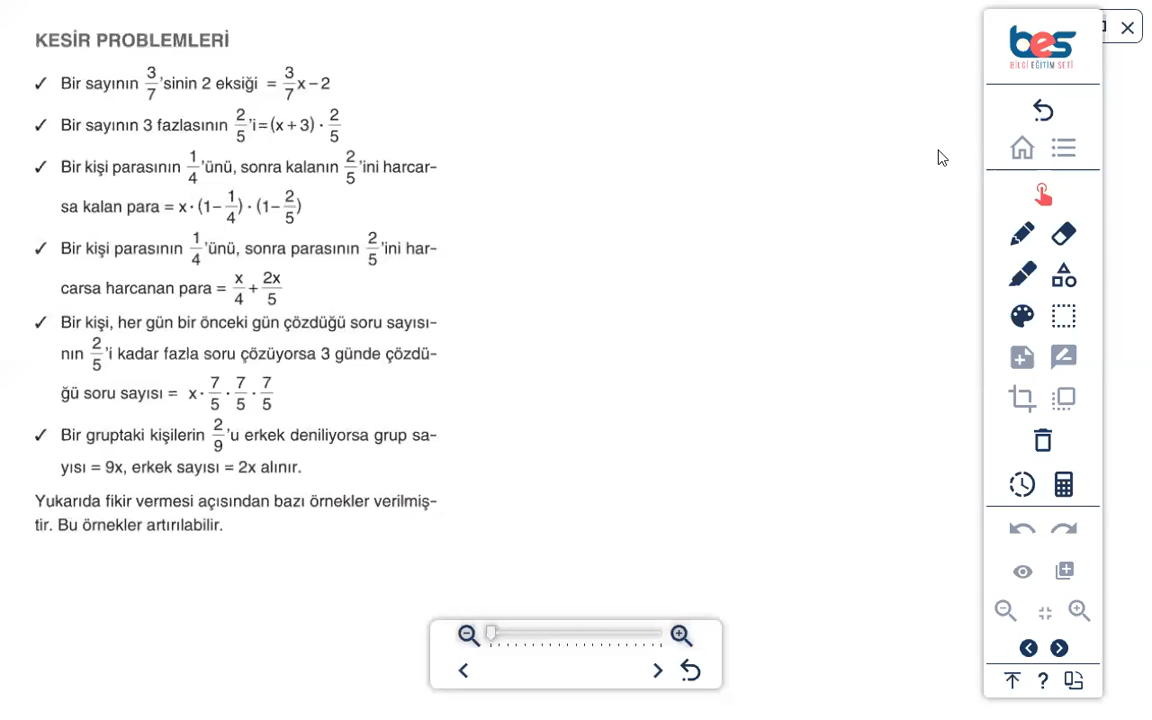 KESİR PROBLEMLERİ
✓ Bir sayının 3/7'sinin 2 eksiği = 3/7x – 2
✓ Bir sayının 3 fazlasının 2/5'i = (x + 3) · 2/5
✓ Bir kişi parasının 1/4'ünü, sonra kalanın 2/5'ini harcar-
sa kalan para = x · (1– 1/4) · (1– 2/5)
✓ Bir kişi parasının 1/4'ünü, sonra parasının 2/5'ini har-
carsa harcanan para = x/4 + 2x/5
✓ Bir kişi, her gün bir önceki gün çözdüğü soru sayısı-
nın 2/5'i kadar fazla soru çözüyorsa 3 günde çözdü-
ğü soru sayısı = x · 7/5 · 7/5 · 7/5
✓ Bir gruptaki kişilerin 2/9'u erkek deniliyorsa grup sa-
yısı = 9x, erkek sayısı = 2x alınır.
Yukarıda fikir vermesi açısından bazı örnekler verilmiş-
tir. Bu örnekler artırılabilir.
bes
BİLGİ EĞİTİM SETİ